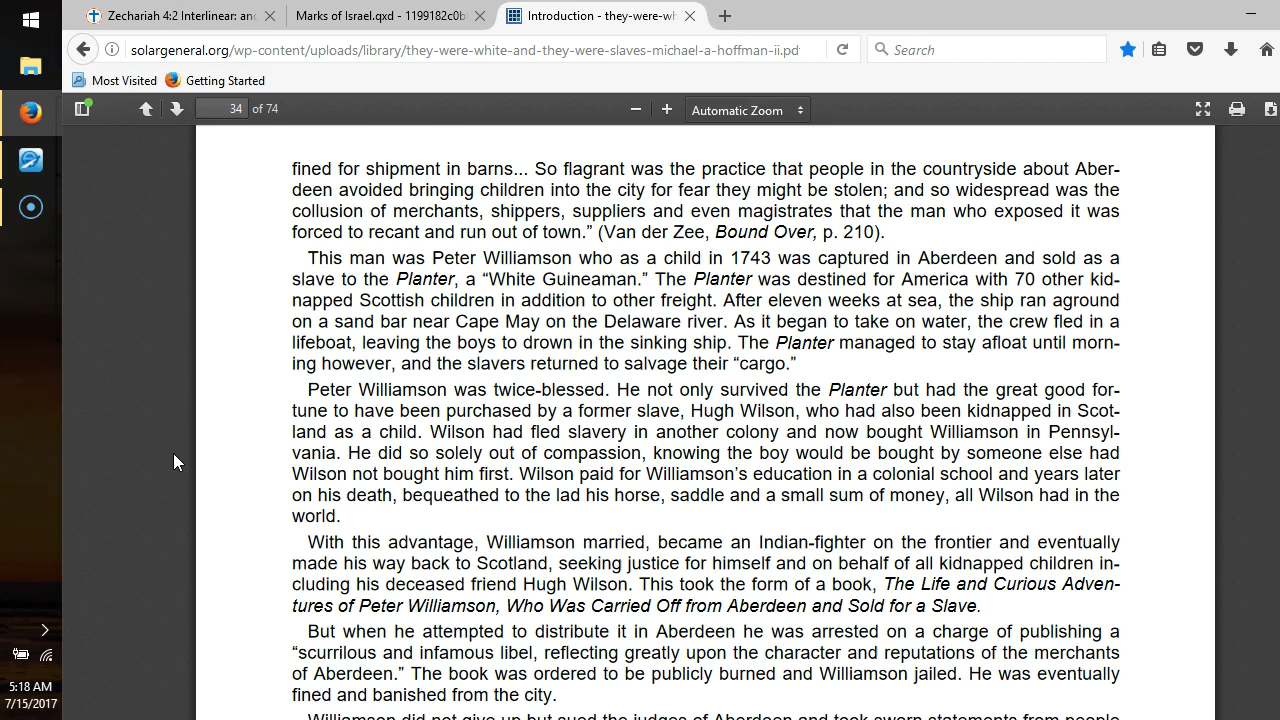 Zechariah 4:2 Interlinear: an
Marks of Israel.qxd - 1199182c0b
Introduction - they-were-wh
solargeneral.org/wp-content/uploads/library/they-were-white-and-they-were-slaves-michael-a-hoffman-ii.pd
Search
Most Visited
Getting Started
34 of 74
Automatic Zoom
fined for shipment in barns... So flagrant was the practice that people in the countryside about Aber-
deen avoided bringing children into the city for fear they might be stolen; and so widespread was the
collusion of merchants, shippers, suppliers and even magistrates that the man who exposed it was
forced to recant and run out of town.” (Van der Zee, Bound Over, p. 210).
This man was Peter Williamson who as a child in 1743 was captured in Aberdeen and sold as a
slave to the Planter, a “White Guineaman.” The Planter was destined for America with 70 other kid-
napped Scottish children in addition to other freight. After eleven weeks at sea, the ship ran aground
on a sand bar near Cape May on the Delaware river. As it began to take on water, the crew fled in a
lifeboat, leaving the boys to drown in the sinking ship. The Planter managed to stay afloat until morn-
ing however, and the slavers returned to salvage their “cargo.”
Peter Williamson was twice-blessed. He not only survived the Planter but had the great good for-
tune to have been purchased by a former slave, Hugh Wilson, who had also been kidnapped in Scot-
land as a child. Wilson had fled slavery in another colony and now bought Williamson in Pennsyl-
vania. He did so solely out of compassion, knowing the boy would be bought by someone else had
Wilson not bought him first. Wilson paid for Williamson’s education in a colonial school and years later
on his death, bequeathed to the lad his horse, saddle and a small sum of money, all Wilson had in the
world.
With this advantage, Williamson married, became an Indian-fighter on the frontier and eventually
made his way back to Scotland, seeking justice for himself and on behalf of all kidnapped children in-
cluding his deceased friend Hugh Wilson. This took the form of a book, The Life and Curious Adven-
tures of Peter Williamson, Who Was Carried Off from Aberdeen and Sold for a Slave.
But when he attempted to distribute it in Aberdeen he was arrested on a charge of publishing a
“scurrilous and infamous libel, reflecting greatly upon the character and reputations of the merchants
of Aberdeen.” The book was ordered to be publicly burned and Williamson jailed. He was eventually
fined and banished from the city.
Williamson did not give up but sued the judges of Aberdeen and took sworn statements from people
5:18 AM
7/15/2017